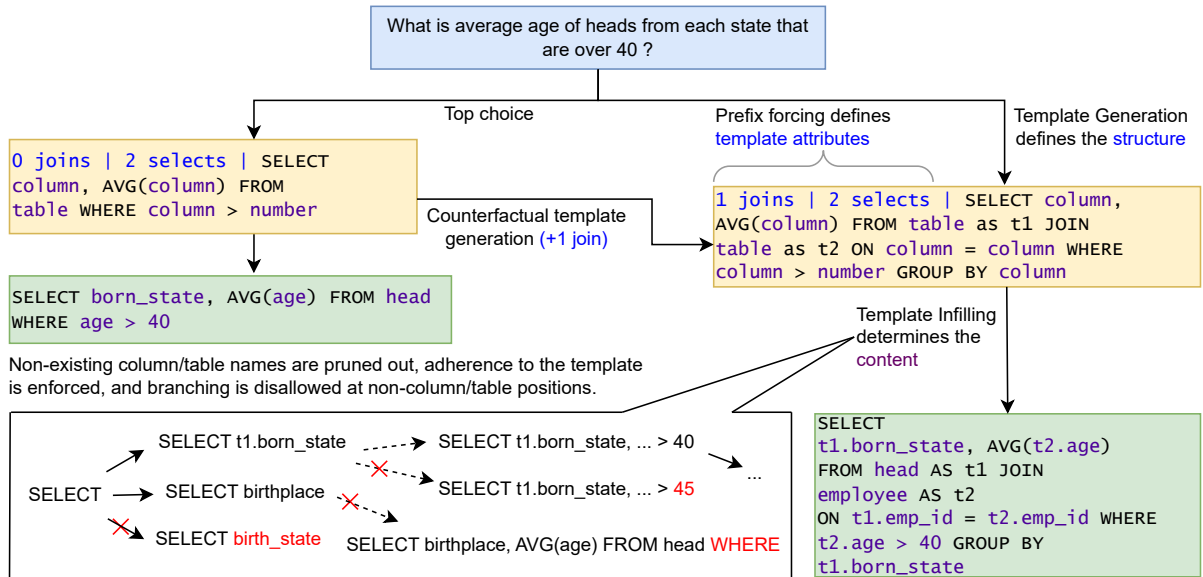 What is average age of heads from each state that
are over 40 ?
Top choice
Prefix forcing defines
template attributes
Template Generation
defines the structure
0 joins | 2 selects | SELECT
column, AVG(column) FROM
table WHERE column > number
Counterfactual template
generation (+1 join)
1 joins | 2 selects | SELECT column,
AVG(column) FROM table as t1 JOIN
table as t2 ON column = column WHERE
column > number GROUP BY column
SELECT born_state, AVG(age) FROM head
WHERE age > 40
Template Infilling
determines the
content
Non-existing column/table names are pruned out, adherence to the template
is enforced, and branching is disallowed at non-column/table positions.
SELECT
SELECT t1.born_state
SELECT birthplace
SELECT birth_state
SELECT t1.born_state, ... > 40
SELECT t1.born_state, ... > 45
SELECT birthplace, AVG(age) FROM head WHERE
...
SELECT
t1.born_state, AVG(t2.age)
FROM head AS t1 JOIN
employee AS t2
ON t1.emp_id = t2.emp_id WHERE
t2.age > 40 GROUP BY
t1.born_state